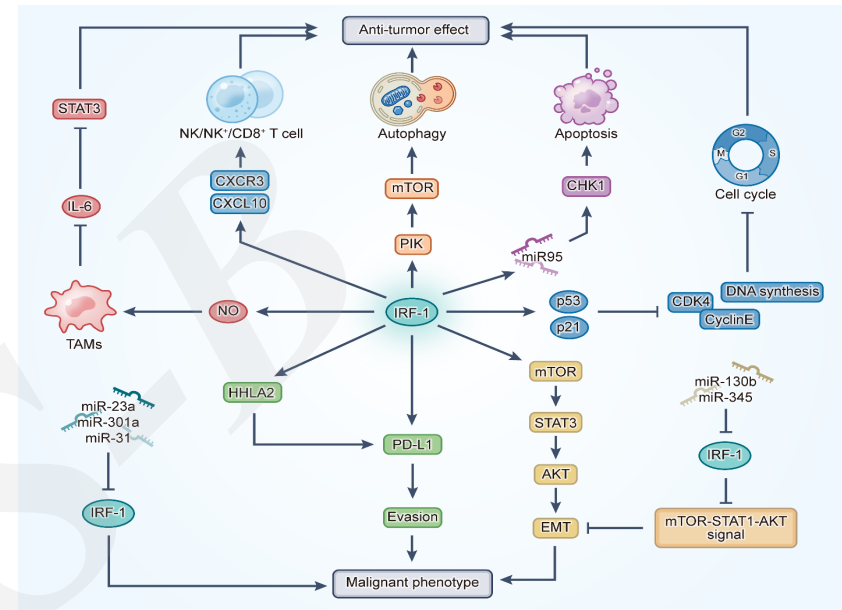 Anti-turmor effect
STAT3
NK/NK⁺/CD8⁺ T cell
Autophagy
Apoptosis
G2
M
S
G1
Cell cycle
CXCR3
CXCL10
mTOR
CHK1
IL-6
PIK
miR95
TAMs
NO
IRF-1
p53
p21
CDK4
DNA synthesis
CyclinE
HHLA2
mTOR
miR-23a
miR-301a
miR-31
PD-L1
STAT3
miR-130b
miR-345
IRF-1
AKT
IRF-1
Evasion
EMT
mTOR-STAT1-AKT
signal
Malignant phenotype